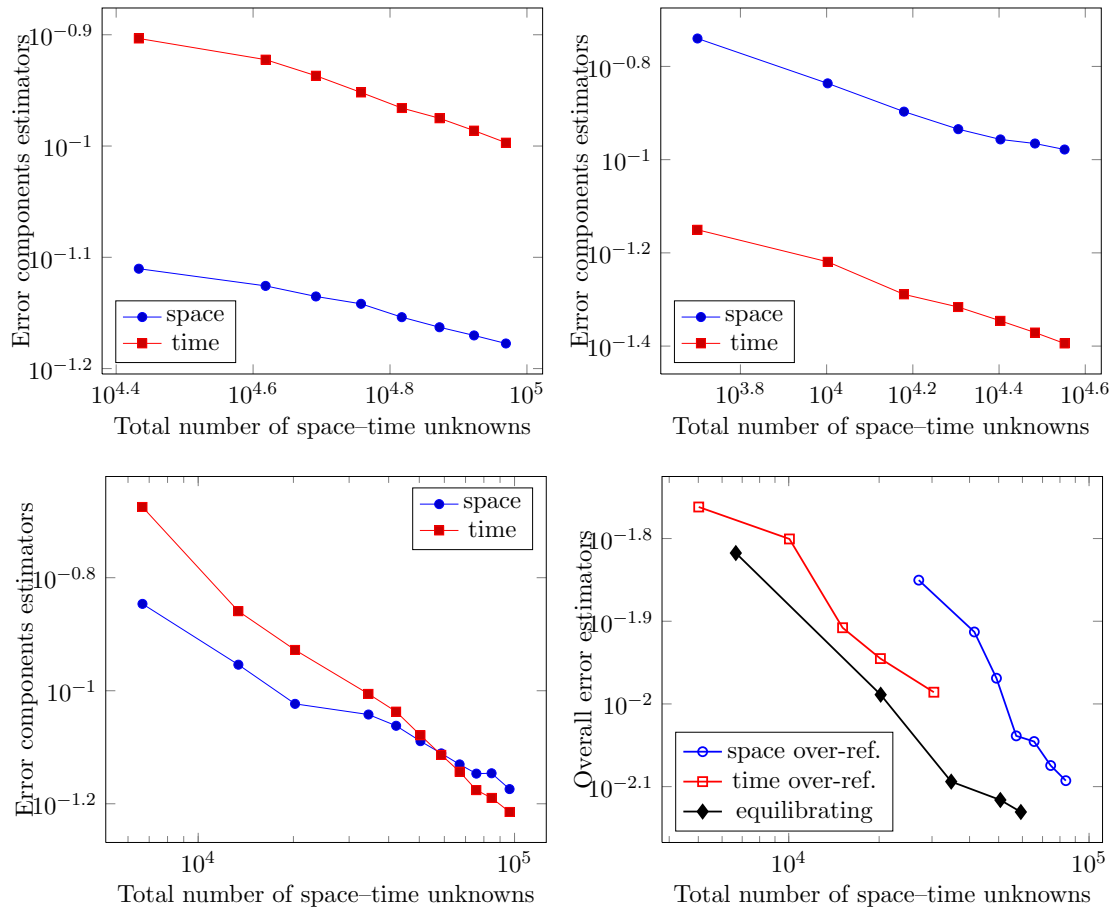 Error components estimators
10^{-0.9}
10^{-1}
10^{-1.1}
10^{-1.2}
space
time
10^{4.4} 10^{4.6} 10^{4.8} 10^{5}
Total number of space–time unknowns
Error components estimators
10^{-0.8}
10^{-1}
10^{-1.2}
10^{-1.4}
space
time
10^{3.8} 10^{4} 10^{4.2} 10^{4.4} 10^{4.6}
Total number of space–time unknowns
Error components estimators
space
time
10^{-0.8}
10^{-1}
10^{-1.2}
10^{4} 10^{5}
Total number of space–time unknowns
Overall error estimators
10^{-1.8}
10^{-1.9}
10^{-2}
10^{-2.1}
space over-ref.
time over-ref.
equilibrating
10^{4} 10^{5}
Total number of space–time unknowns